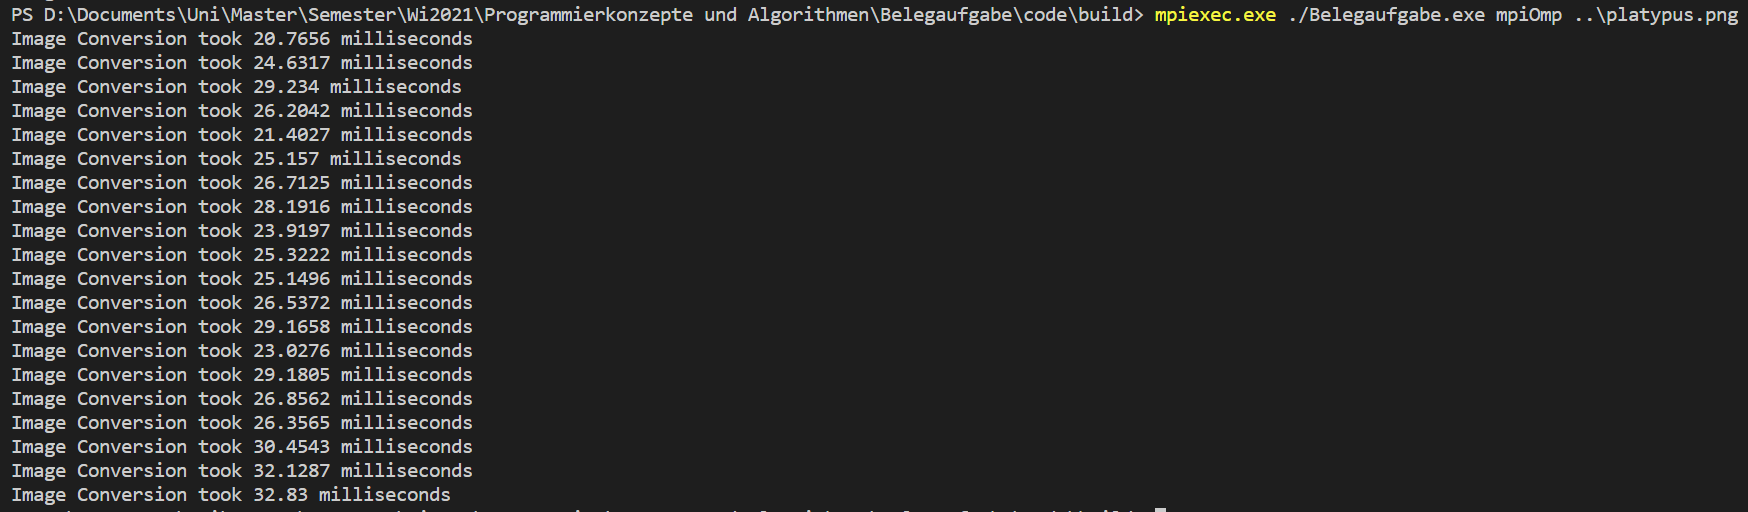 PS D:\Documents\Uni\Master\Semester\Wi2021\Programmierkonzepte und Algorithmen\Belegaufgabe\code\build> mpiexec.exe ./Belegaufgabe.exe mpiOmp ..\platypus.png
Image Conversion took 20.7656 milliseconds
Image Conversion took 24.6317 milliseconds
Image Conversion took 29.234 milliseconds
Image Conversion took 26.2042 milliseconds
Image Conversion took 21.4027 milliseconds
Image Conversion took 25.157 milliseconds
Image Conversion took 26.7125 milliseconds
Image Conversion took 28.1916 milliseconds
Image Conversion took 23.9197 milliseconds
Image Conversion took 25.3222 milliseconds
Image Conversion took 25.1496 milliseconds
Image Conversion took 26.5372 milliseconds
Image Conversion took 29.1658 milliseconds
Image Conversion took 23.0276 milliseconds
Image Conversion took 29.1805 milliseconds
Image Conversion took 26.8562 milliseconds
Image Conversion took 26.3565 milliseconds
Image Conversion took 30.4543 milliseconds
Image Conversion took 32.1287 milliseconds
Image Conversion took 32.83 milliseconds